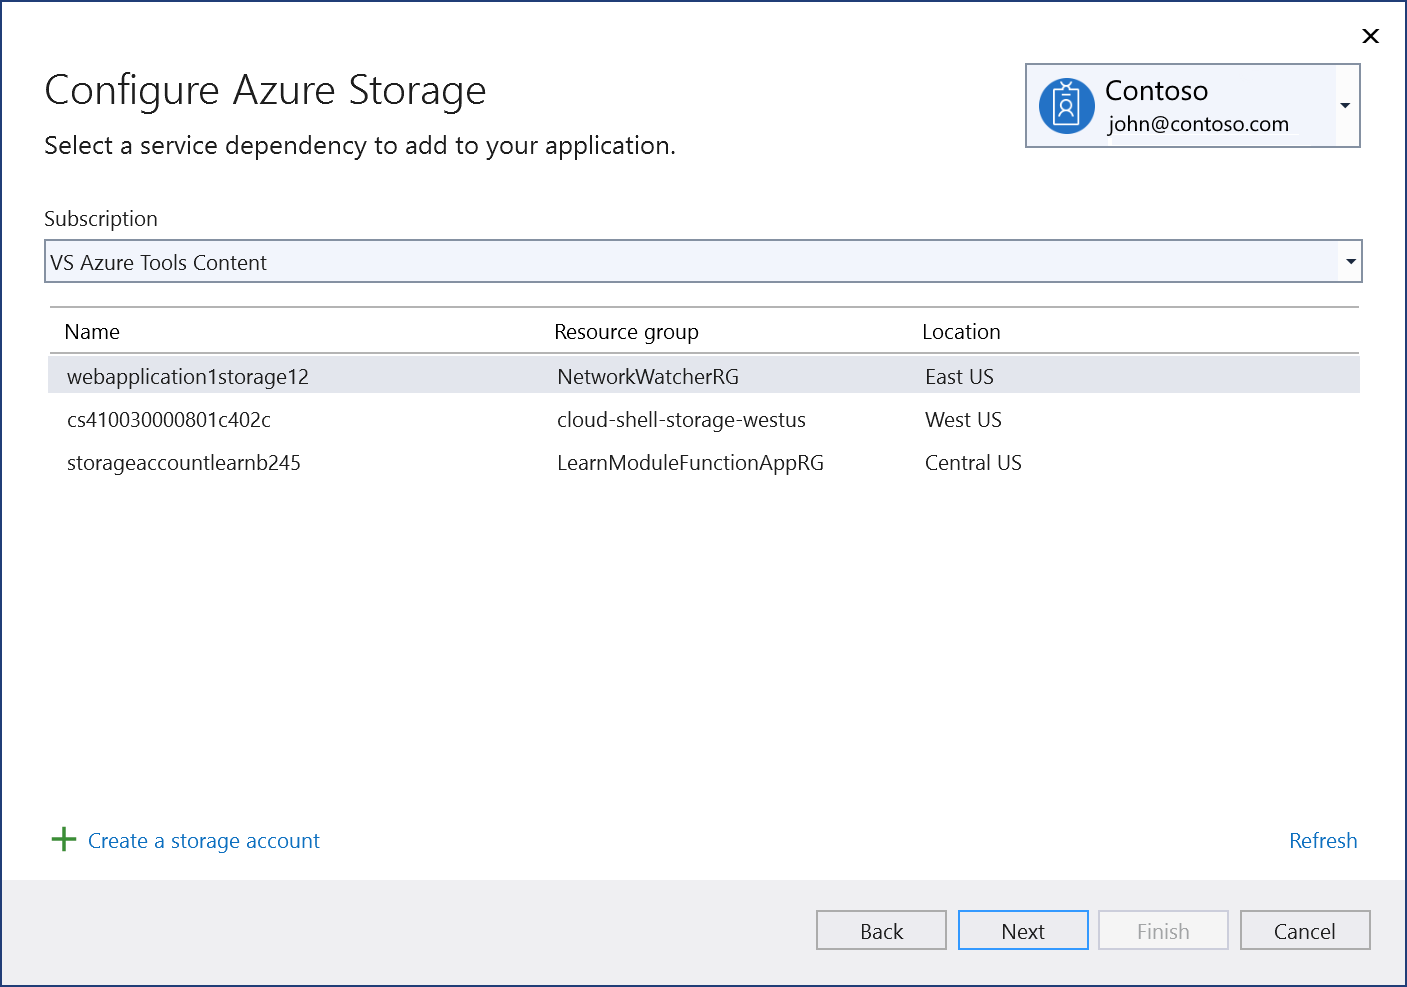 Configure Azure Storage
Select a service dependency to add to your application.
Contoso
john@contoso.com
Subscription
VS Azure Tools Content
Name Resource group Location
webapplication1storage12 NetworkWatcherRG East US
cs410030000801c402c cloud-shell-storage-westus West US
storageaccountlearnb245 LearnModuleFunctionAppRG Central US
Create a storage account Refresh
Back Next Finish Cancel